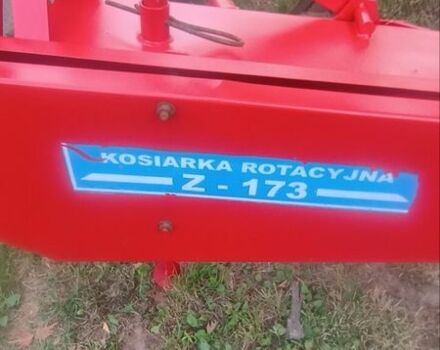 KOSIARKA ROTACYJNA
Z - 173